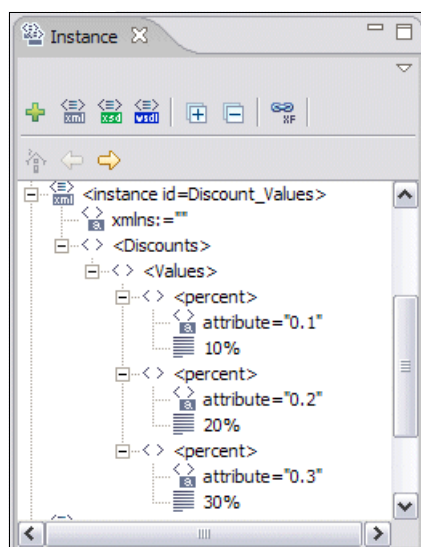 Instance
xml xsd wsdl XF
xml <instance id=Discount_Values>
a xmlns:=""
<Discounts>
<Values>
<percent>
a attribute="0.1"
10%
<percent>
a attribute="0.2"
20%
<percent>
a attribute="0.3"
30%